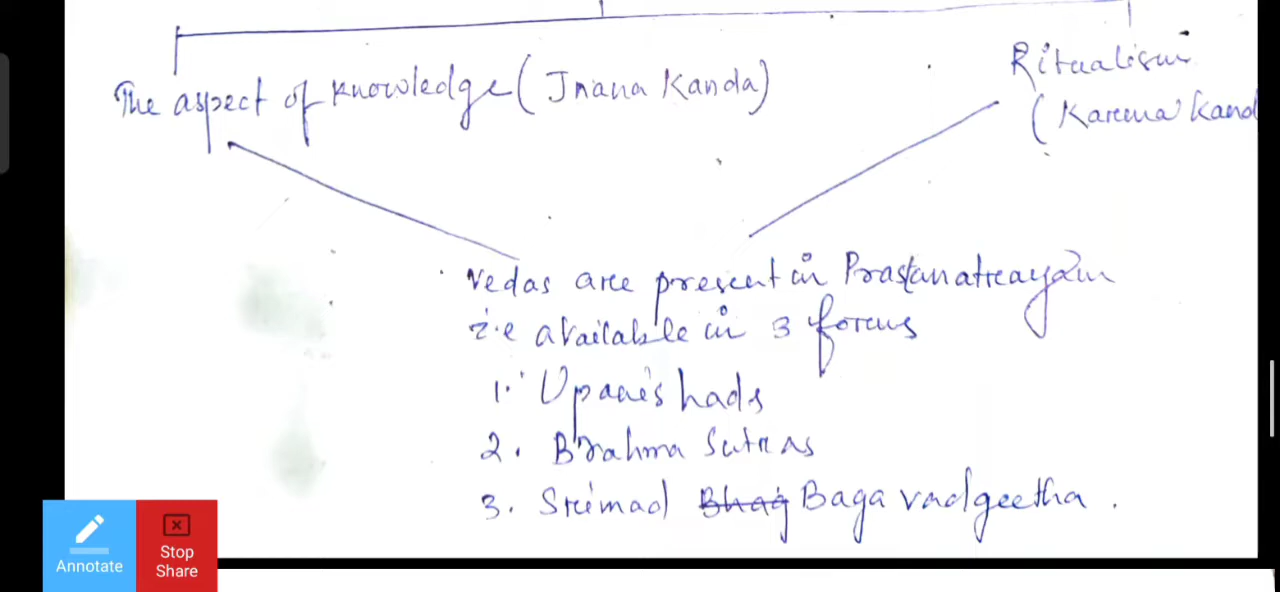 The aspect of knowledge (Jnana Kanda)
Ritualism
(Karma Kand
Vedas are present in Prastanatrayam
i.e available in 3 forms
1. Upanishads
2. Brahma Sutras
3. Srimad Bhag Bagavadgeetha.
Annotate
Stop
Share